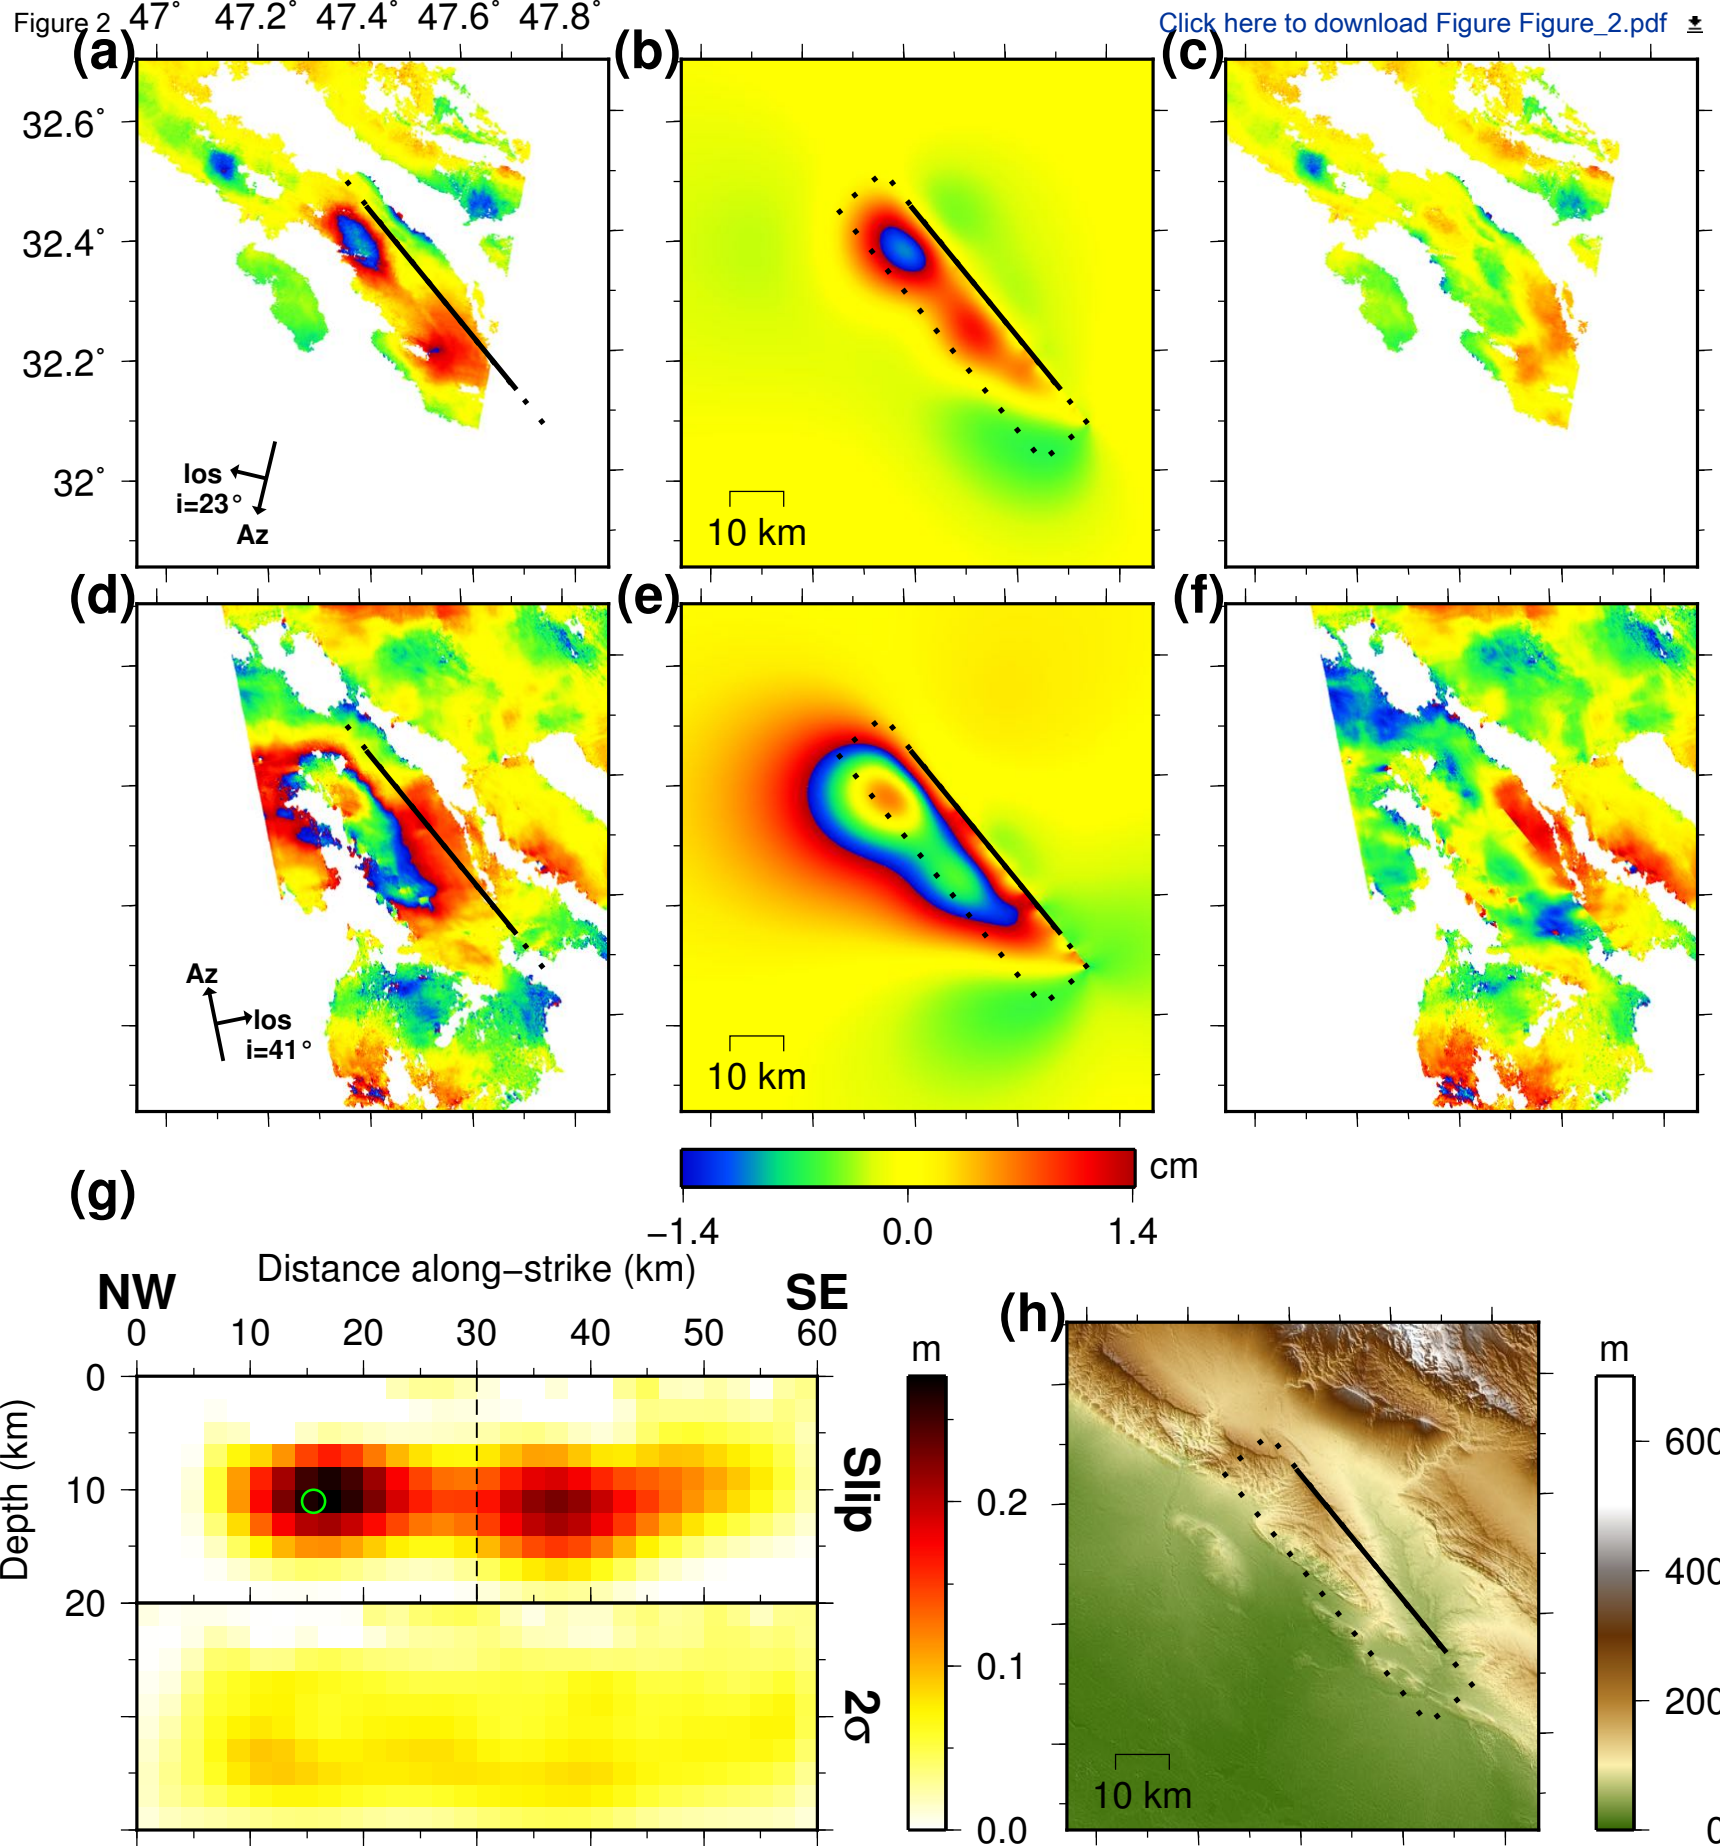 Figure 2
Click here to download Figure Figure_2.pdf
47° 47.2° 47.4° 47.6° 47.8°
(a) (b) (c)
32.6°
32.4°
32.2°
32°
los
i=23°
Az
10 km
(d) (e) (f)
Az
los
i=41°
10 km
cm
−1.4 0.0 1.4
(g)
Distance along−strike (km)
NW SE
0 10 20 30 40 50 60
Depth (km)
0
10
20
Slip
2σ
m
0.2
0.1
0.0
(h)
10 km
m
600
400
200
0